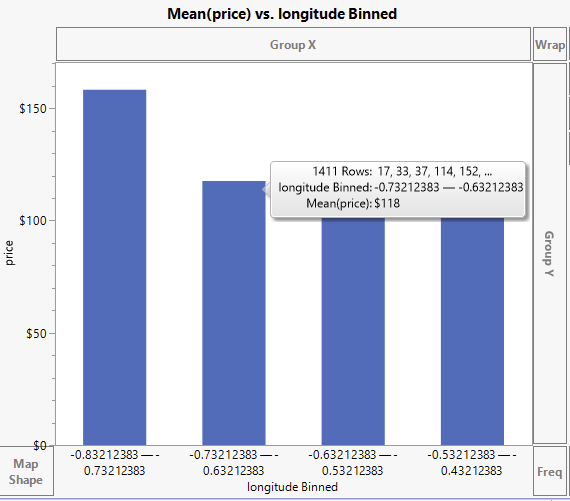 Mean(price) vs. longitude Binned
Group X
Wrap
$150
1411 Rows: 17, 33, 37, 114, 152, ...
longitude Binned: -0.73212383 — -0.63212383
Mean(price): $118
$100
price
Group Y
$50
$0
Map
Shape
-0.83212383 — -
0.73212383
-0.73212383 — -
0.63212383
-0.63212383 — -
0.53212383
-0.53212383 — -
0.43212383
Freq
longitude Binned